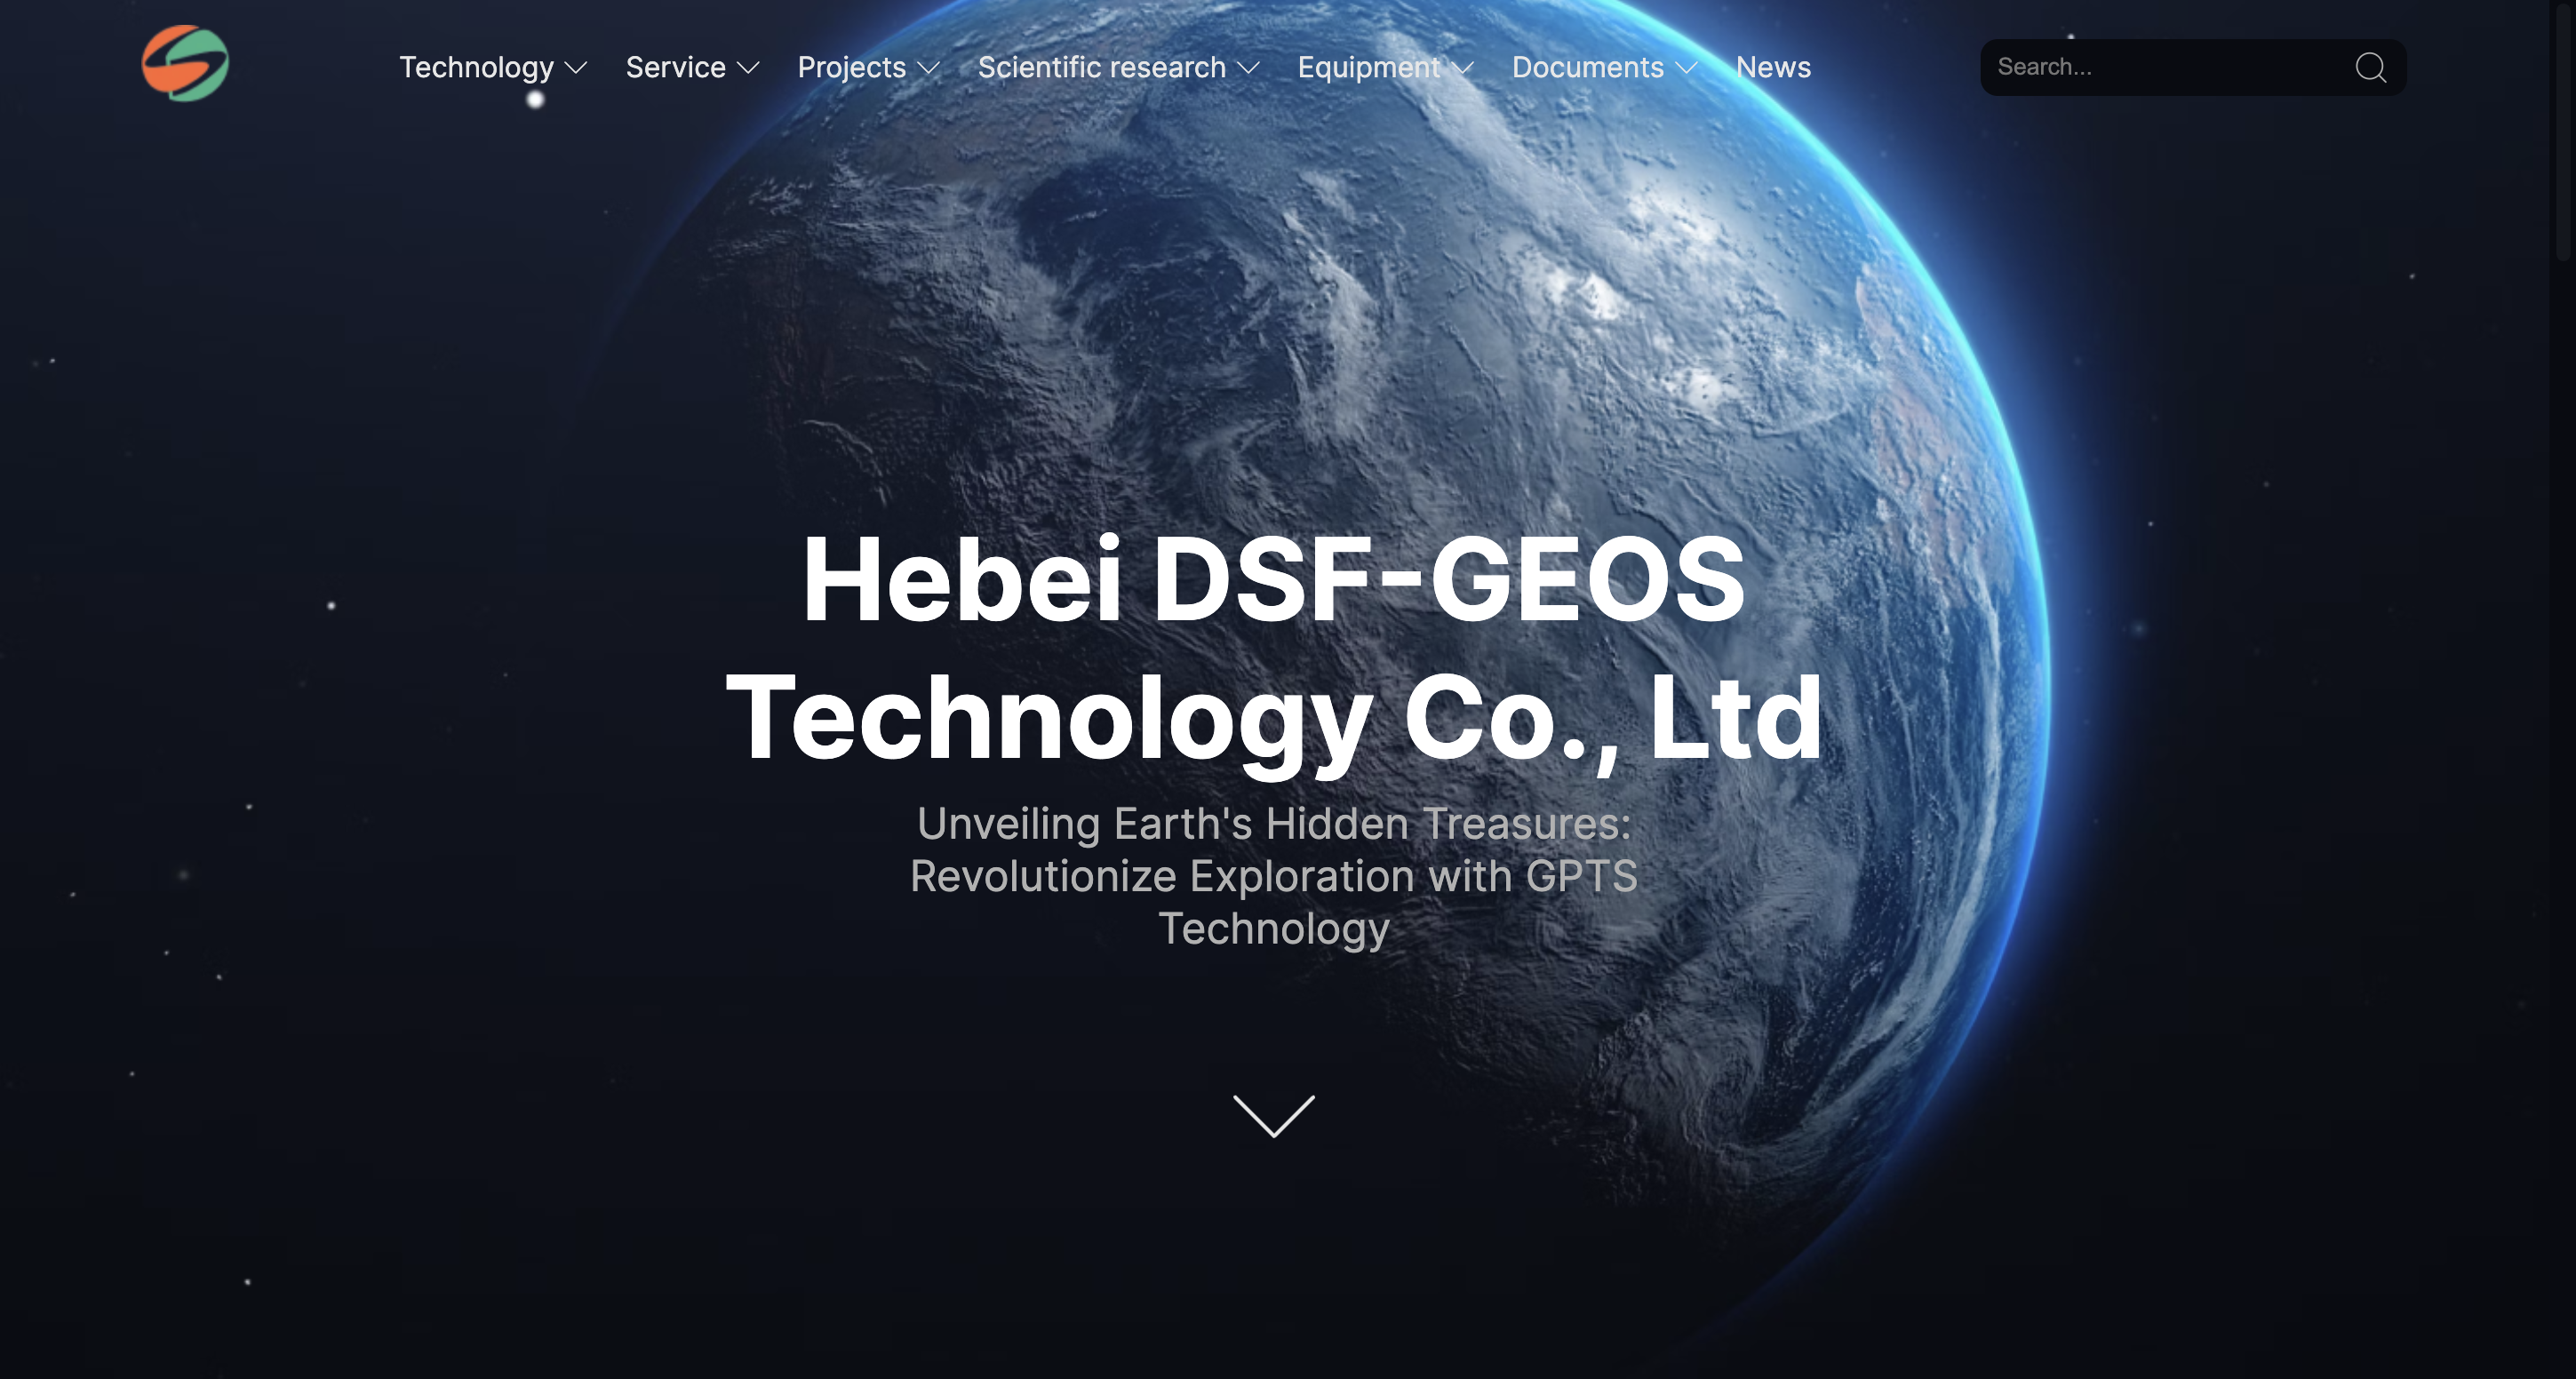 Technology
Service
Projects
Scientific research
Equipment
Documents
News
Search...
Hebei DSF-GEOS
Technology Co., Ltd
Unveiling Earth's Hidden Treasures:
Revolutionize Exploration with GPTS
Technology